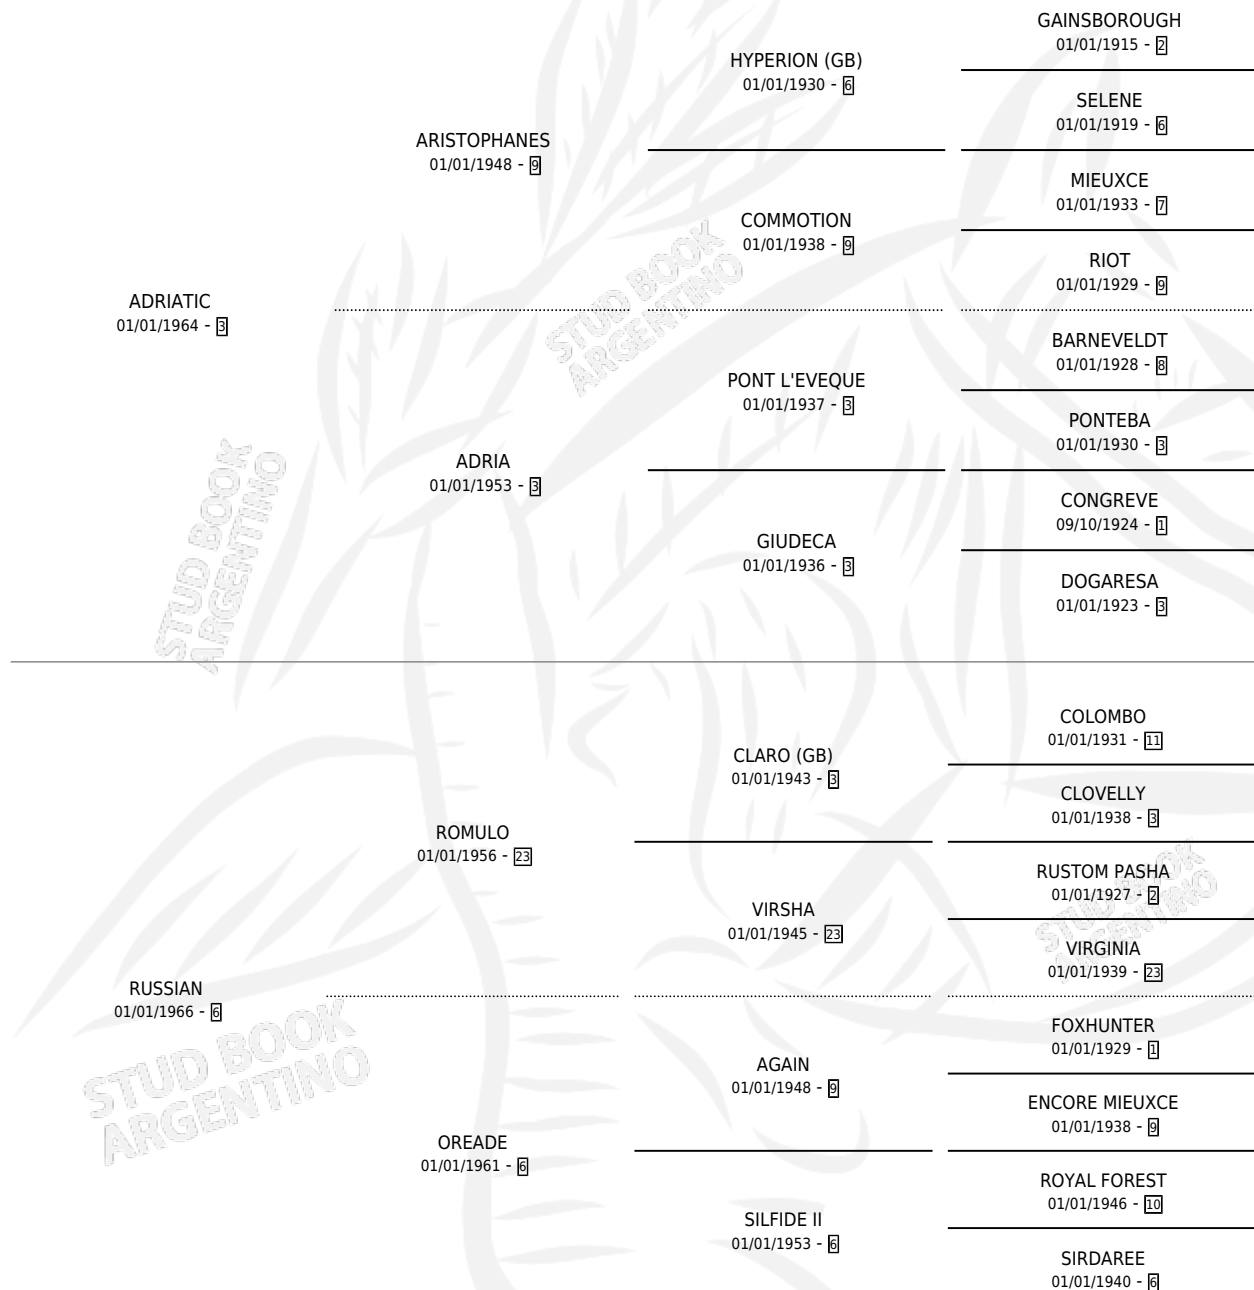 GAINSBOROUGH
01/01/1915 - 2
HYPERION (GB)
01/01/1930 - 6
SELENE
01/01/1919 - 6
ARISTOPHANES
01/01/1948 - 9
MIEUXCE
01/01/1933 - 7
COMMOTION
01/01/1938 - 9
RIOT
01/01/1929 - 9
ADRIATIC
01/01/1964 - 3
BARNEVELDT
01/01/1928 - 8
PONT L'EVEQUE
01/01/1937 - 3
PONTEBA
01/01/1930 - 3
ADRIA
01/01/1953 - 3
CONGREVE
09/10/1924 - 1
GIUDECA
01/01/1936 - 3
DOGARESA
01/01/1923 - 3
COLOMBO
01/01/1931 - 11
CLARO (GB)
01/01/1943 - 3
CLOVELLY
01/01/1938 - 3
ROMULO
01/01/1956 - 23
RUSTOM PASHA
01/01/1927 - 2
VIRSHA
01/01/1945 - 23
VIRGINIA
01/01/1939 - 23
RUSSIAN
01/01/1966 - 6
FOXHUNTER
01/01/1929 - 1
AGAIN
01/01/1948 - 9
ENCORE MIEUXCE
01/01/1938 - 9
OREADE
01/01/1961 - 6
ROYAL FOREST
01/01/1946 - 10
SILFIDE II
01/01/1953 - 6
SIRDAREE
01/01/1940 - 6
STUD BOOK
ARGENTINO
STUD BOOK
ARGENTINO
STUD BOOK
ARGENTINO
STUD BOOK
ARGENTINO